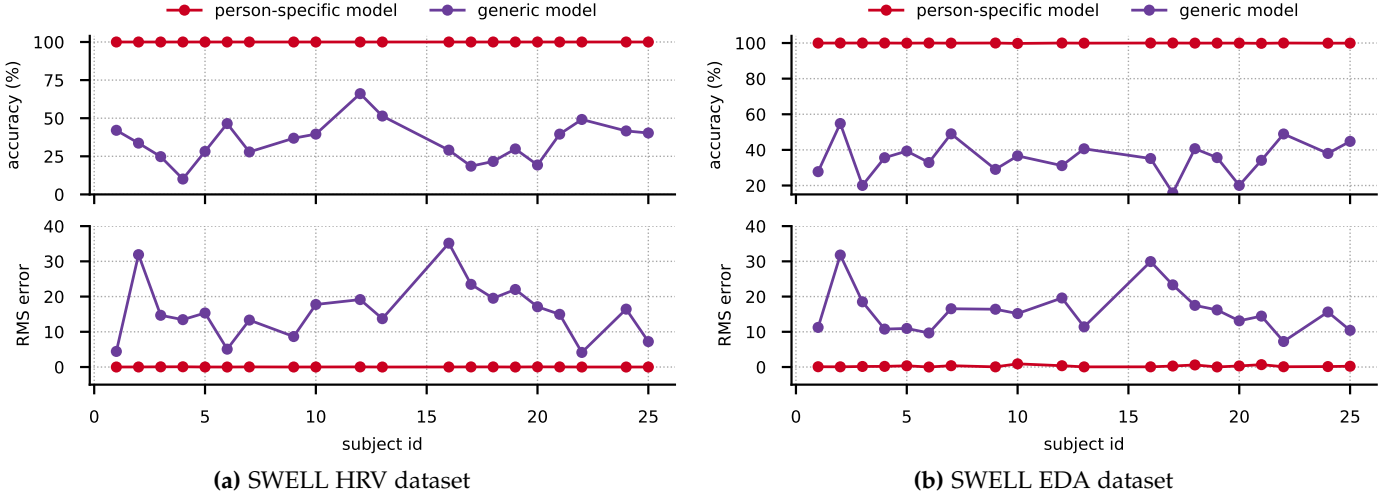 person-specific model generic model
100
75
50
25
0
accuracy (%)
40
30
20
10
0
RMS error
0 5 10 15 20 25
subject id
(a) SWELL HRV dataset
person-specific model generic model
100
80
60
40
20
accuracy (%)
40
30
20
10
0
RMS error
0 5 10 15 20 25
subject id
(b) SWELL EDA dataset